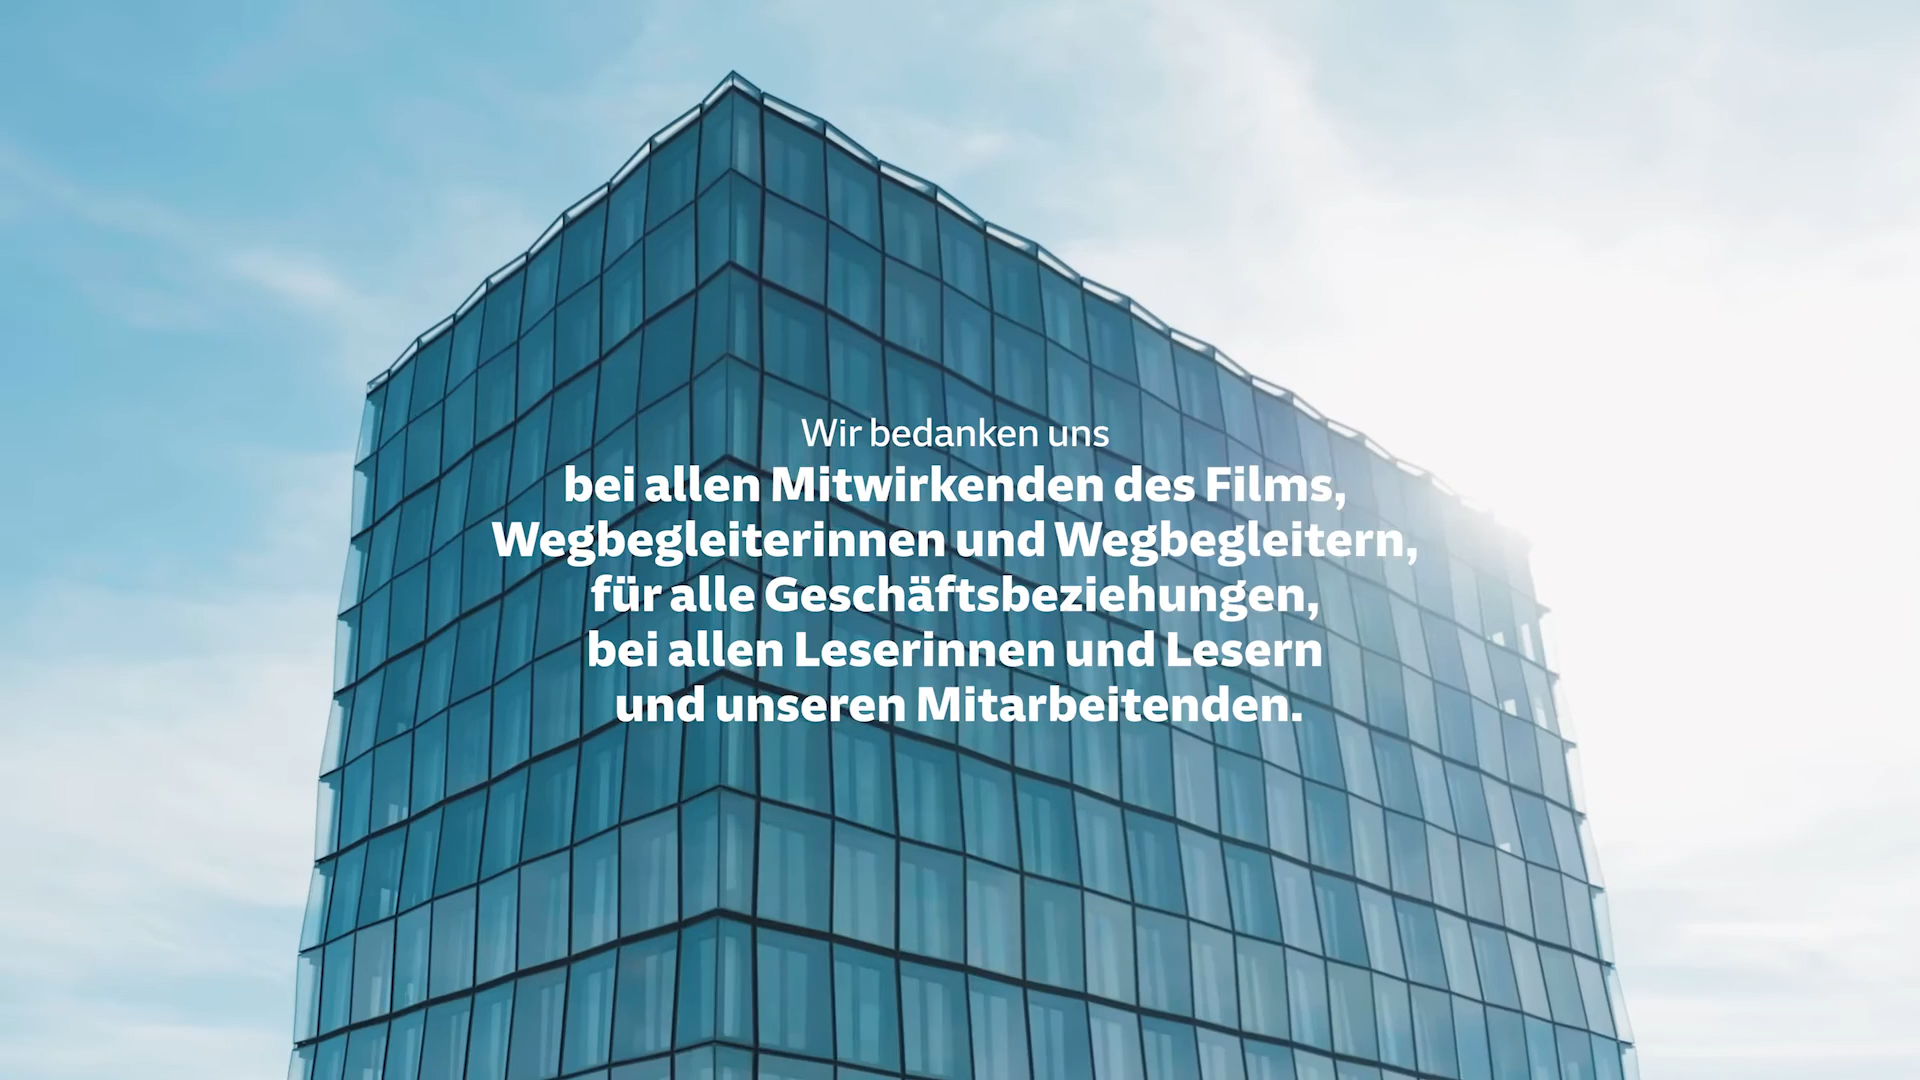 Wir bedanken uns
bei allen Mitwirkenden des Films,
Wegbegleiterinnen und Wegbegleitern,
für alle Geschäftsbeziehungen,
bei allen Leserinnen und Lesern
und unseren Mitarbeitenden.